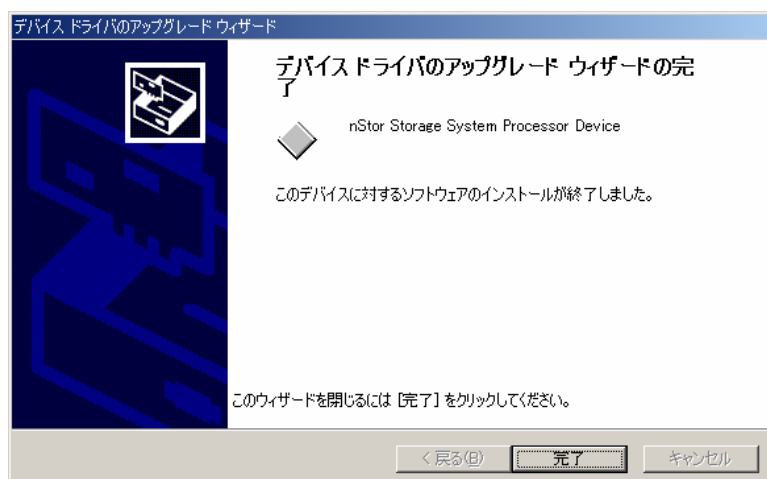 デバイス ドライバのアップグレード ウィザード
デバイス ドライバのアップグレード ウィザードの完
了
nStor Storage System Processor Device
このデバイスに対するソフトウェアのインストールが終了しました。
このウィザードを閉じるには [完了] をクリックしてください。
< 戻る(B)
完了
キャンセル